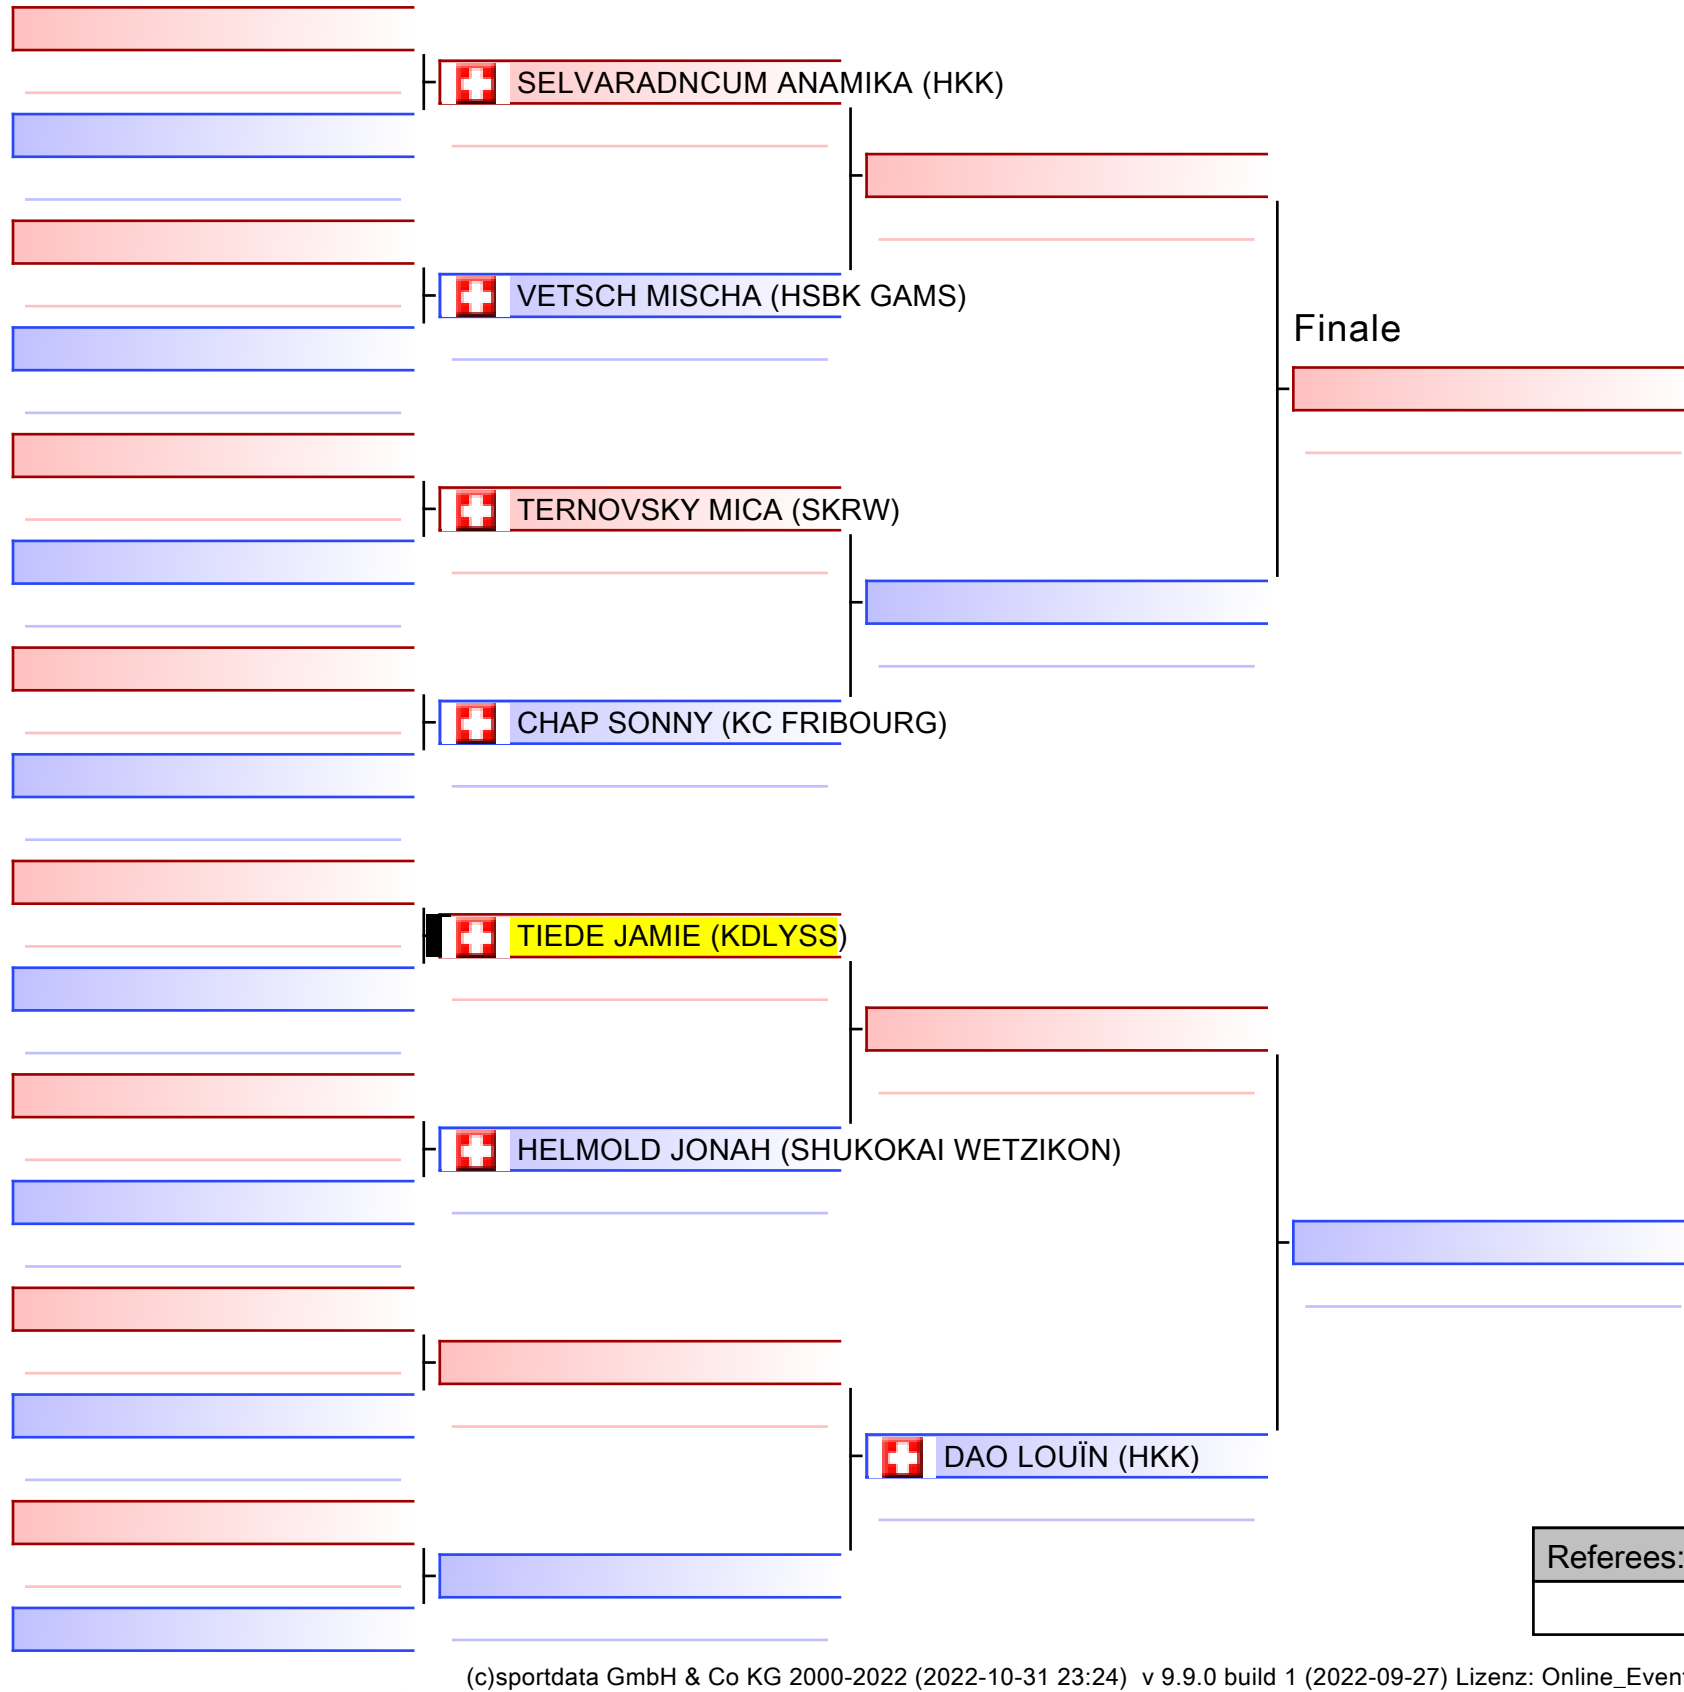 SELVARADNCUM ANAMIKA (HKK)
VETSCH MISCHA (HSBK GAMS)
Finale
TERNOVSKY MICA (SKRW)
CHAP SONNY (KC FRIBOURG)
TIEDE JAMIE (KDLYSS)
HELMOLD JONAH (SHUKOKAI WETZIKON)
DAO LOUÏN (HKK)
Referees:
(c)sportdata GmbH & Co KG 2000-2022 (2022-10-31 23:24) v 9.9.0 build 1 (2022-09-27) Lizenz: Online_Event